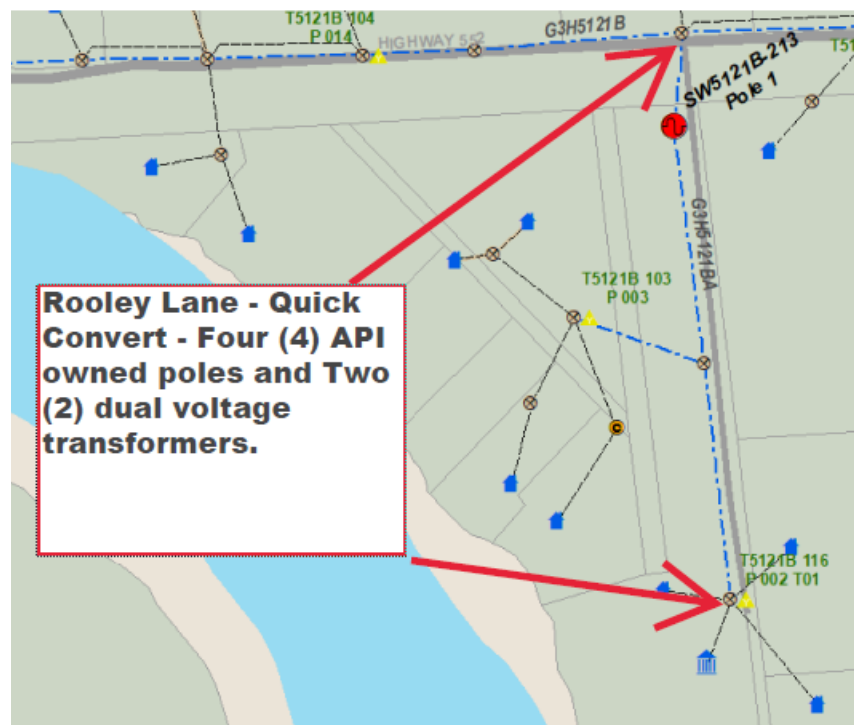 T5121B 104
P 014
HIGHWAY 552
G3H5121B
T51
SW5121B-213
Pole 1
G3H5121BA
T5121B 103
P 003
Rooley Lane - Quick
Convert - Four (4) API
owned poles and Two
(2) dual voltage
transformers.
T5121B 116
P 002 T01
C